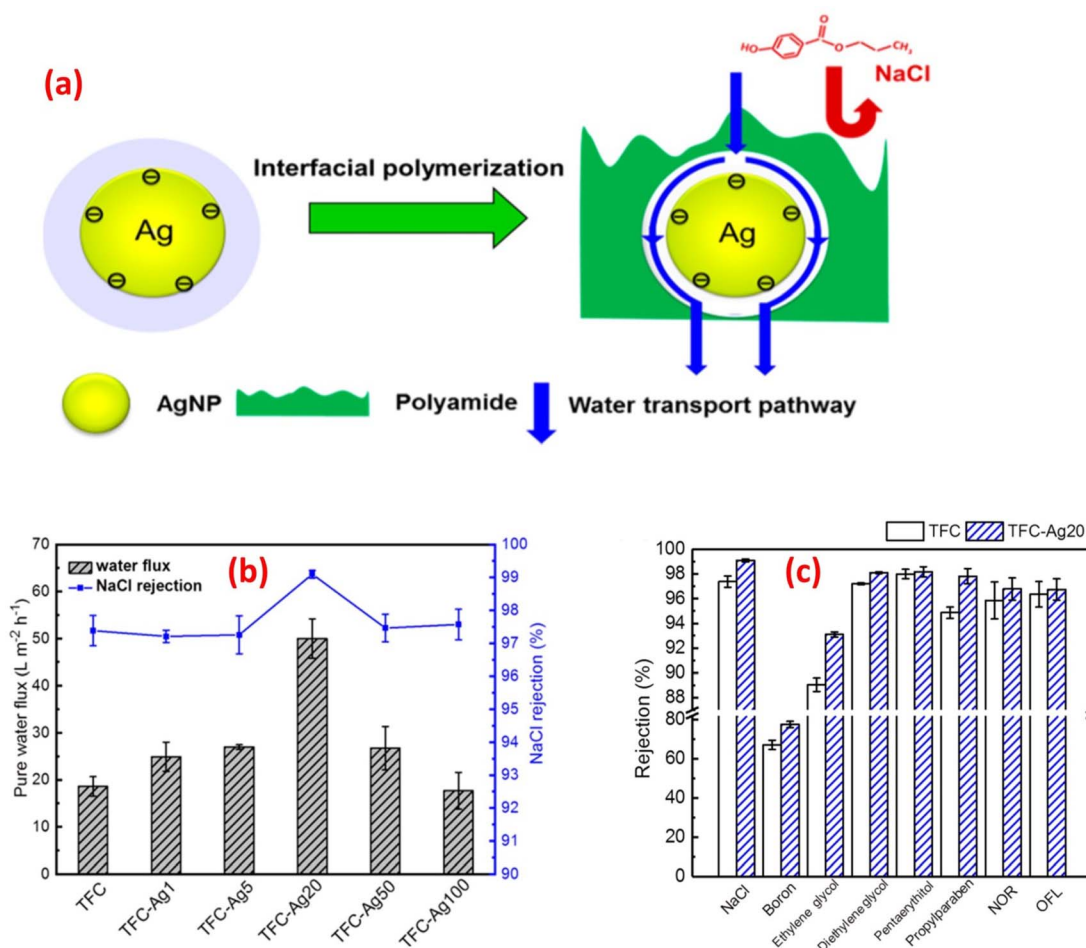 (a)
HO
O
O
CH3
NaCl
Interfacial polymerization
Ag
Ag
AgNP
Polyamide
Water transport pathway
(b)
water flux
NaCl rejection
Pure water flux (L m⁻² h⁻¹)
70
60
50
40
30
20
10
0
NaCl rejection (%)
100
99
98
97
96
95
94
93
92
91
90
TFC
TFC-Ag1
TFC-Ag5
TFC-Ag20
TFC-Ag50
TFC-Ag100
(c)
TFC
TFC-Ag20
Rejection (%)
100
98
96
94
92
90
88
80
60
40
20
0
NaCl
Boron
Ethylene glycol
Diethylene glycol
Pentaerythitol
Propylparaben
NOR
OFL